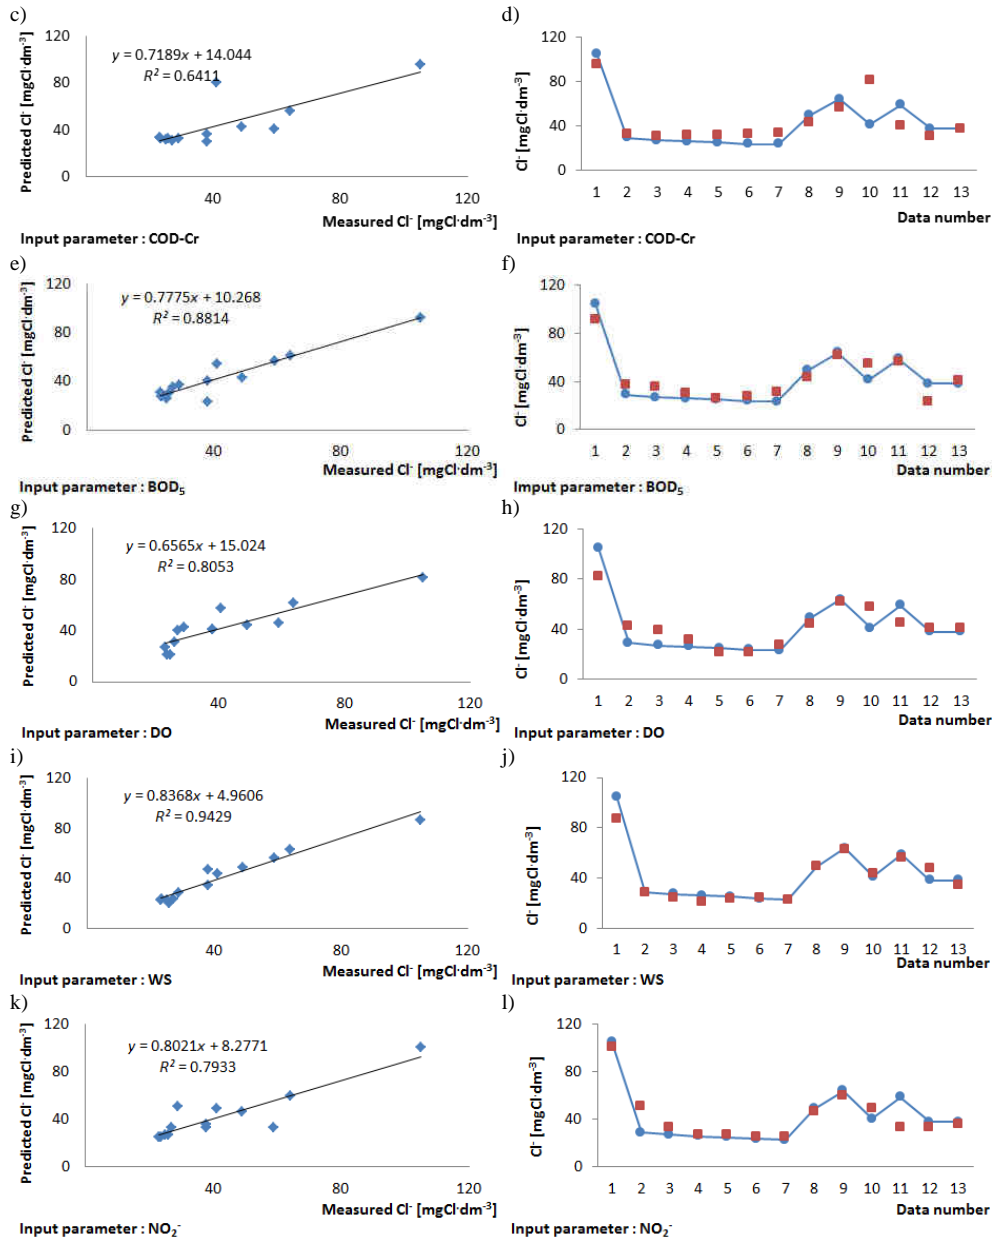 c)
Predicted Cl⁻ [mgCl·dm⁻³]
120
80
40
0
y = 0.7189x + 14.044
R² = 0.6411
40
80
120
Measured Cl⁻ [mgCl·dm⁻³]
Input parameter : COD-Cr
d)
Cl⁻ [mgCl·dm⁻³]
120
80
40
0
1 2 3 4 5 6 7 8 9 10 11 12 13
Data number
Input parameter : COD-Cr
e)
Predicted Cl⁻ [mgCl·dm⁻³]
120
80
40
0
y = 0.7775x + 10.268
R² = 0.8814
40
80
120
Measured Cl⁻ [mgCl·dm⁻³]
Input parameter : BOD₅
f)
Cl⁻ [mgCl·dm⁻³]
120
80
40
0
1 2 3 4 5 6 7 8 9 10 11 12 13
Data number
Imput parameter : BOD₅
g)
Predicted Cl⁻ [mgCl·dm⁻³]
120
80
40
0
y = 0.6565x + 15.024
R² = 0.8053
40
80
120
Measured Cl⁻ [mgCl·dm⁻³]
Input parameter : DO
h)
Cl⁻ [mgCl·dm⁻³]
120
80
40
0
1 2 3 4 5 6 7 8 9 10 11 12 13
Data number
Input parameter : DO
i)
Predicted Cl⁻ [mgCl·dm⁻³]
120
80
40
0
y = 0.8368x + 4.9606
R² = 0.9429
40
80
120
Measured Cl⁻ [mgCl·dm⁻³]
Input parameter : WS
j)
Cl⁻ [mgCl·dm⁻³]
120
80
40
0
1 2 3 4 5 6 7 8 9 10 11 12 13
Data number
Input parameter : WS
k)
Predicted Cl⁻ [mgCl·dm⁻³]
120
80
40
0
y = 0.8021x + 8.2771
R² = 0.7933
40
80
120
Measured Cl⁻ [mgCl·dm⁻³]
Input parameter : NO₂⁻
l)
Cl⁻ [mgCl·dm⁻³]
120
80
40
0
1 2 3 4 5 6 7 8 9 10 11 12 13
Data number
Input parameter : NO₂⁻